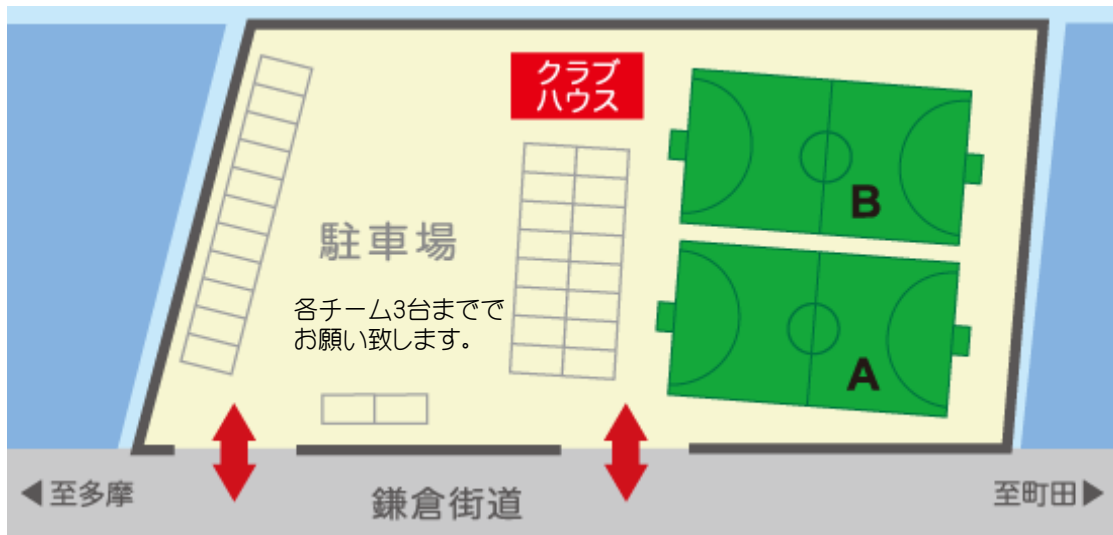 クラブ
ハウス
B
駐車場
各チーム3台までで
お願い致します。
A
◀至多摩
鎌倉街道
至町田▶